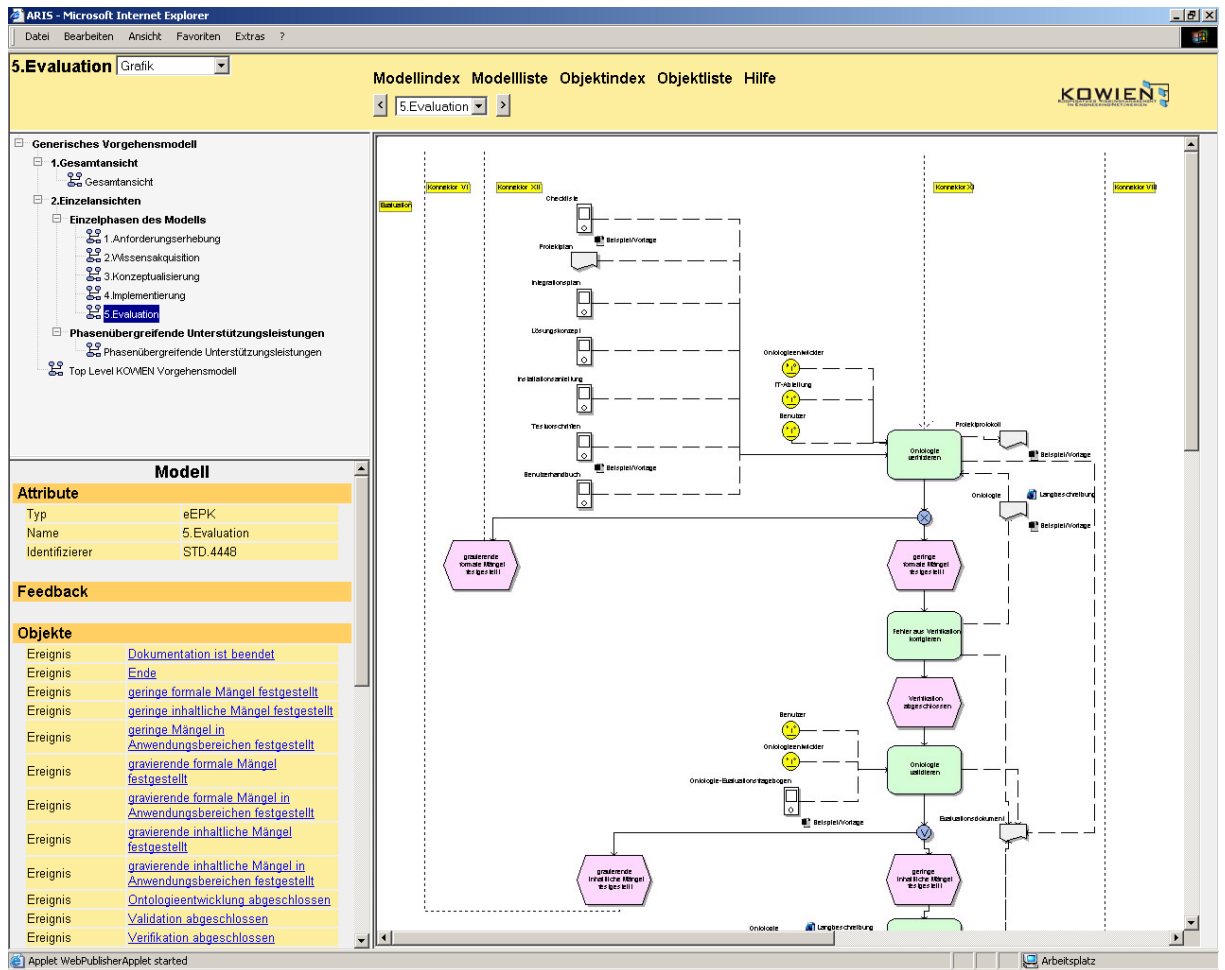 ARIS - Microsoft Internet Explorer
Datei Bearbeiten Ansicht Favoriten Extras ?
5.Evaluation Grafik
Modellindex Modellliste Objektindex Objektliste Hilfe
< 5.Evaluation >
KOWIEN
Generisches Vorgehensmodell
1.Gesamtansicht
Gesamtansicht
2.Einzelansichten
Einzelphasen des Modells
1.Anforderungserhebung
2.Wissensakquisition
3.Konzeptualisierung
4.Implementierung
5.Evaluation
Phasenübergreifende Unterstützungsleistungen
Phasenübergreifende Unterstützungsleistungen
Top Level KOWIEN Vorgehensmodell
Modell
Attribute
Typ eEPK
Name 5.Evaluation
Identifizierer STD.4448
Feedback
Objekte
Ereignis Dokumentation ist beendet
Ereignis Ende
Ereignis geringe formale Mängel festgestellt
Ereignis geringe inhaltliche Mängel festgestellt
Ereignis geringe Mängel in
Anwendungsbereichen festgestellt
Ereignis gravierende formale Mängel
festgestellt
Ereignis gravierende formale Mängel in
Anwendungsbereichen festgestellt
Ereignis gravierende inhaltliche Mängel
festgestellt
Ereignis gravierende inhaltliche Mängel in
Anwendungsbereichen festgestellt
Ereignis Ontologieentwicklung abgeschlossen
Ereignis Validation abgeschlossen
Ereignis Verifikation abgeschlossen
Konnektor VI
Konnektor XII
Konnektor XI
Konnektor VIII
Evaluation
Checkliste
Beispiel/Vorlage
Projektplan
Integrationsplan
Lösungskonzept
Installationsanleitung
Testvorschriften
Beispiel/Vorlage
Benutzerhandbuch
Ontologieentwickler
IT-Abteilung
Benutzer
Ontologie
verifizieren
Projektprotokoll
Beispiel/Vorlage
Ontologie
Langbeschreibung
Beispiel/Vorlage
gravierende
formale Mängel
festgestellt
geringe
formale Mängel
festgestellt
Fehler aus Verifikation
korrigieren
Verifikation
abgeschlossen
Benutzer
Ontologieentwickler
Ontologie-Evaluationsfragebogen
Beispiel/Vorlage
Ontologie
validieren
Evaluationsdokument
V
gravierende
inhaltliche Mängel
festgestellt
geringe
inhaltliche Mängel
festgestellt
Ontologie
Langbeschreibung
Applet WebPublisherApplet started
Arbeitsplatz